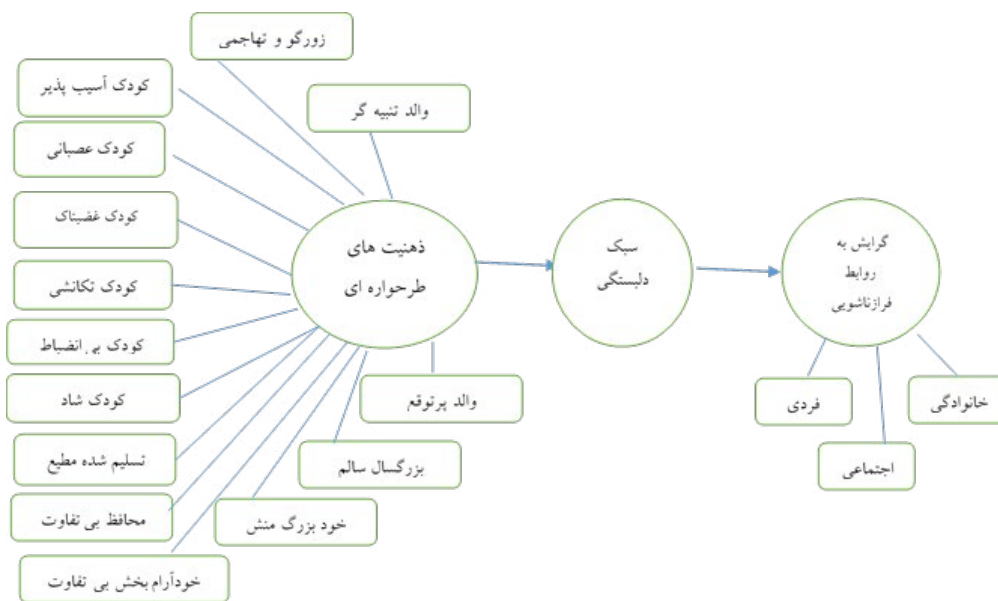 زورگو و تهاجمی
کودک آسیب پذیر
والد تنبیه گر
کودک عصبانی
کودک غضبناک
ذهنیت های
طرحواره ای
سبک
دلبستگی
گرایش به
روابط
فرازناشویی
کودک تکانشی
کودک بی انضباط
کودک شاد
والد پرتوقع
فردی
خانوادگی
تسلیم شده مطیع
بزرگسال سالم
اجتماعی
محافظ بی تفاوت
خود بزرگ منش
خودآرام بخش بی تفاوت